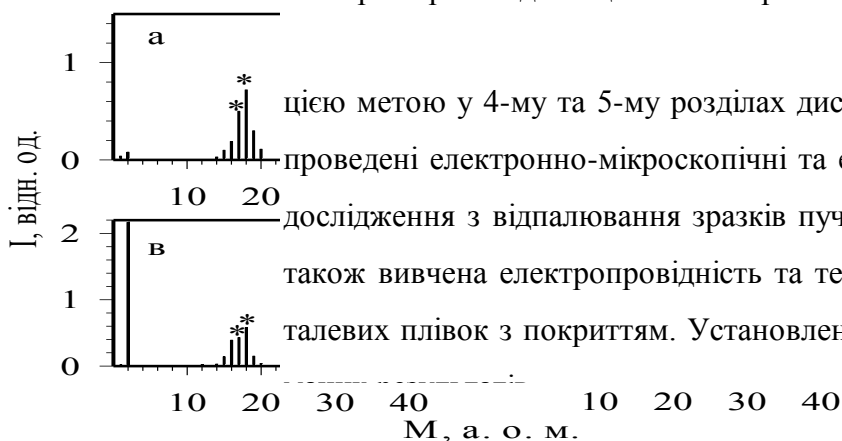 а
1
0
10 20
*
*
I, відн. од.
2
1
0
в
*
*
10 20 30 40
10 20 30 40
М, а. о. м.
цією метою у 4-му та 5-му розділах дис
проведені електронно-мікроскопічні та
дослідження з відпалювання зразків пуч
також вивчена електропровідність та те
талевих плівок з покриттям. Установлен